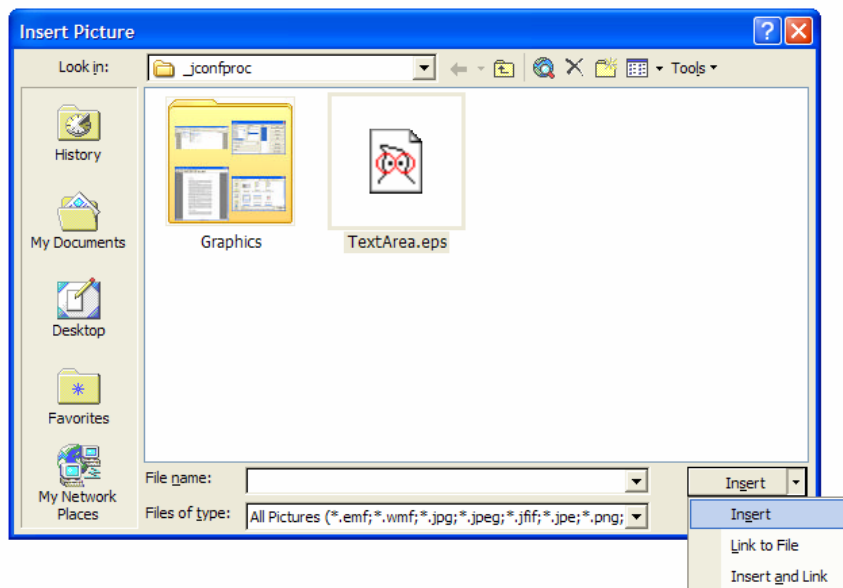 Insert Picture
Look in:
_jconfproc
Tools
History
My Documents
Desktop
Favorites
My Network
Places
Graphics
TextArea.eps
File name:
Insert
Files of type:
All Pictures (*.emf;*.wmf;*.jpg;*.jpeg;*.jfif;*.jpe;*.png;
Insert
Link to File
Insert and Link